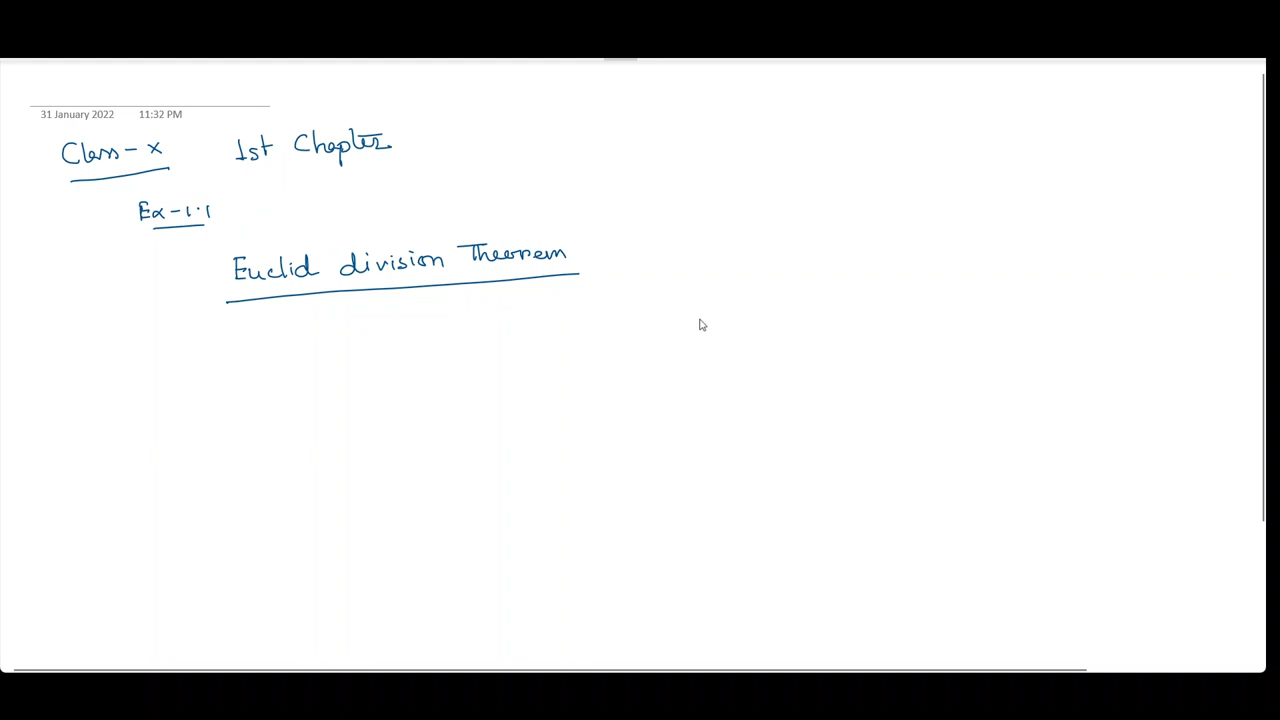 31 January 2022 11:32 PM
Class - X 1st Chapter
Ex - 1.1
Euclid division Theorem